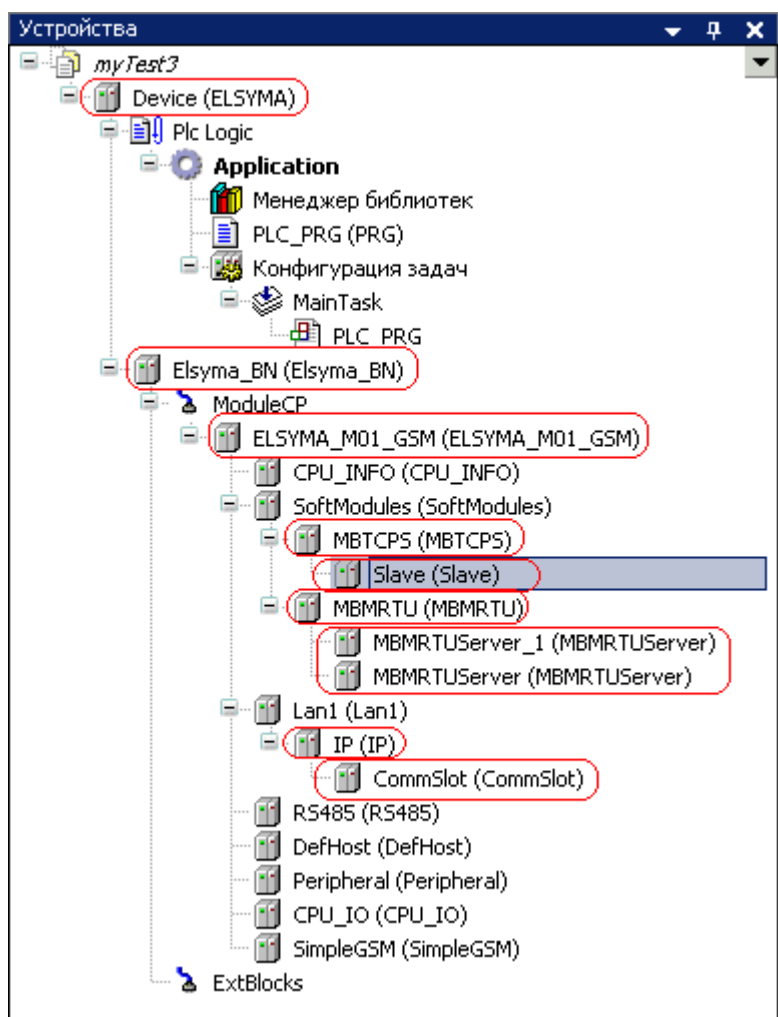 Устройства
myTest3
Device (ELSYMA)
Plc Logic
Application
Менеджер библиотек
PLC_PRG (PRG)
Конфигурация задач
MainTask
PLC_PRG
Elsyma_BN (Elsyma_BN)
ModuleCP
ELSYMA_M01_GSM (ELSYMA_M01_GSM)
CPU_INFO (CPU_INFO)
SoftModules (SoftModules)
MBTCPS (MBTCPS)
Slave (Slave)
MBMRTU (MBMRTU)
MBMRTUServer_1 (MBMRTUServer)
MBMRTUServer (MBMRTUServer)
Lan1 (Lan1)
IP (IP)
CommSlot (CommSlot)
RS485 (RS485)
DefHost (DefHost)
Peripheral (Peripheral)
CPU_IO (CPU_IO)
SimpleGSM (SimpleGSM)
ExtBlocks